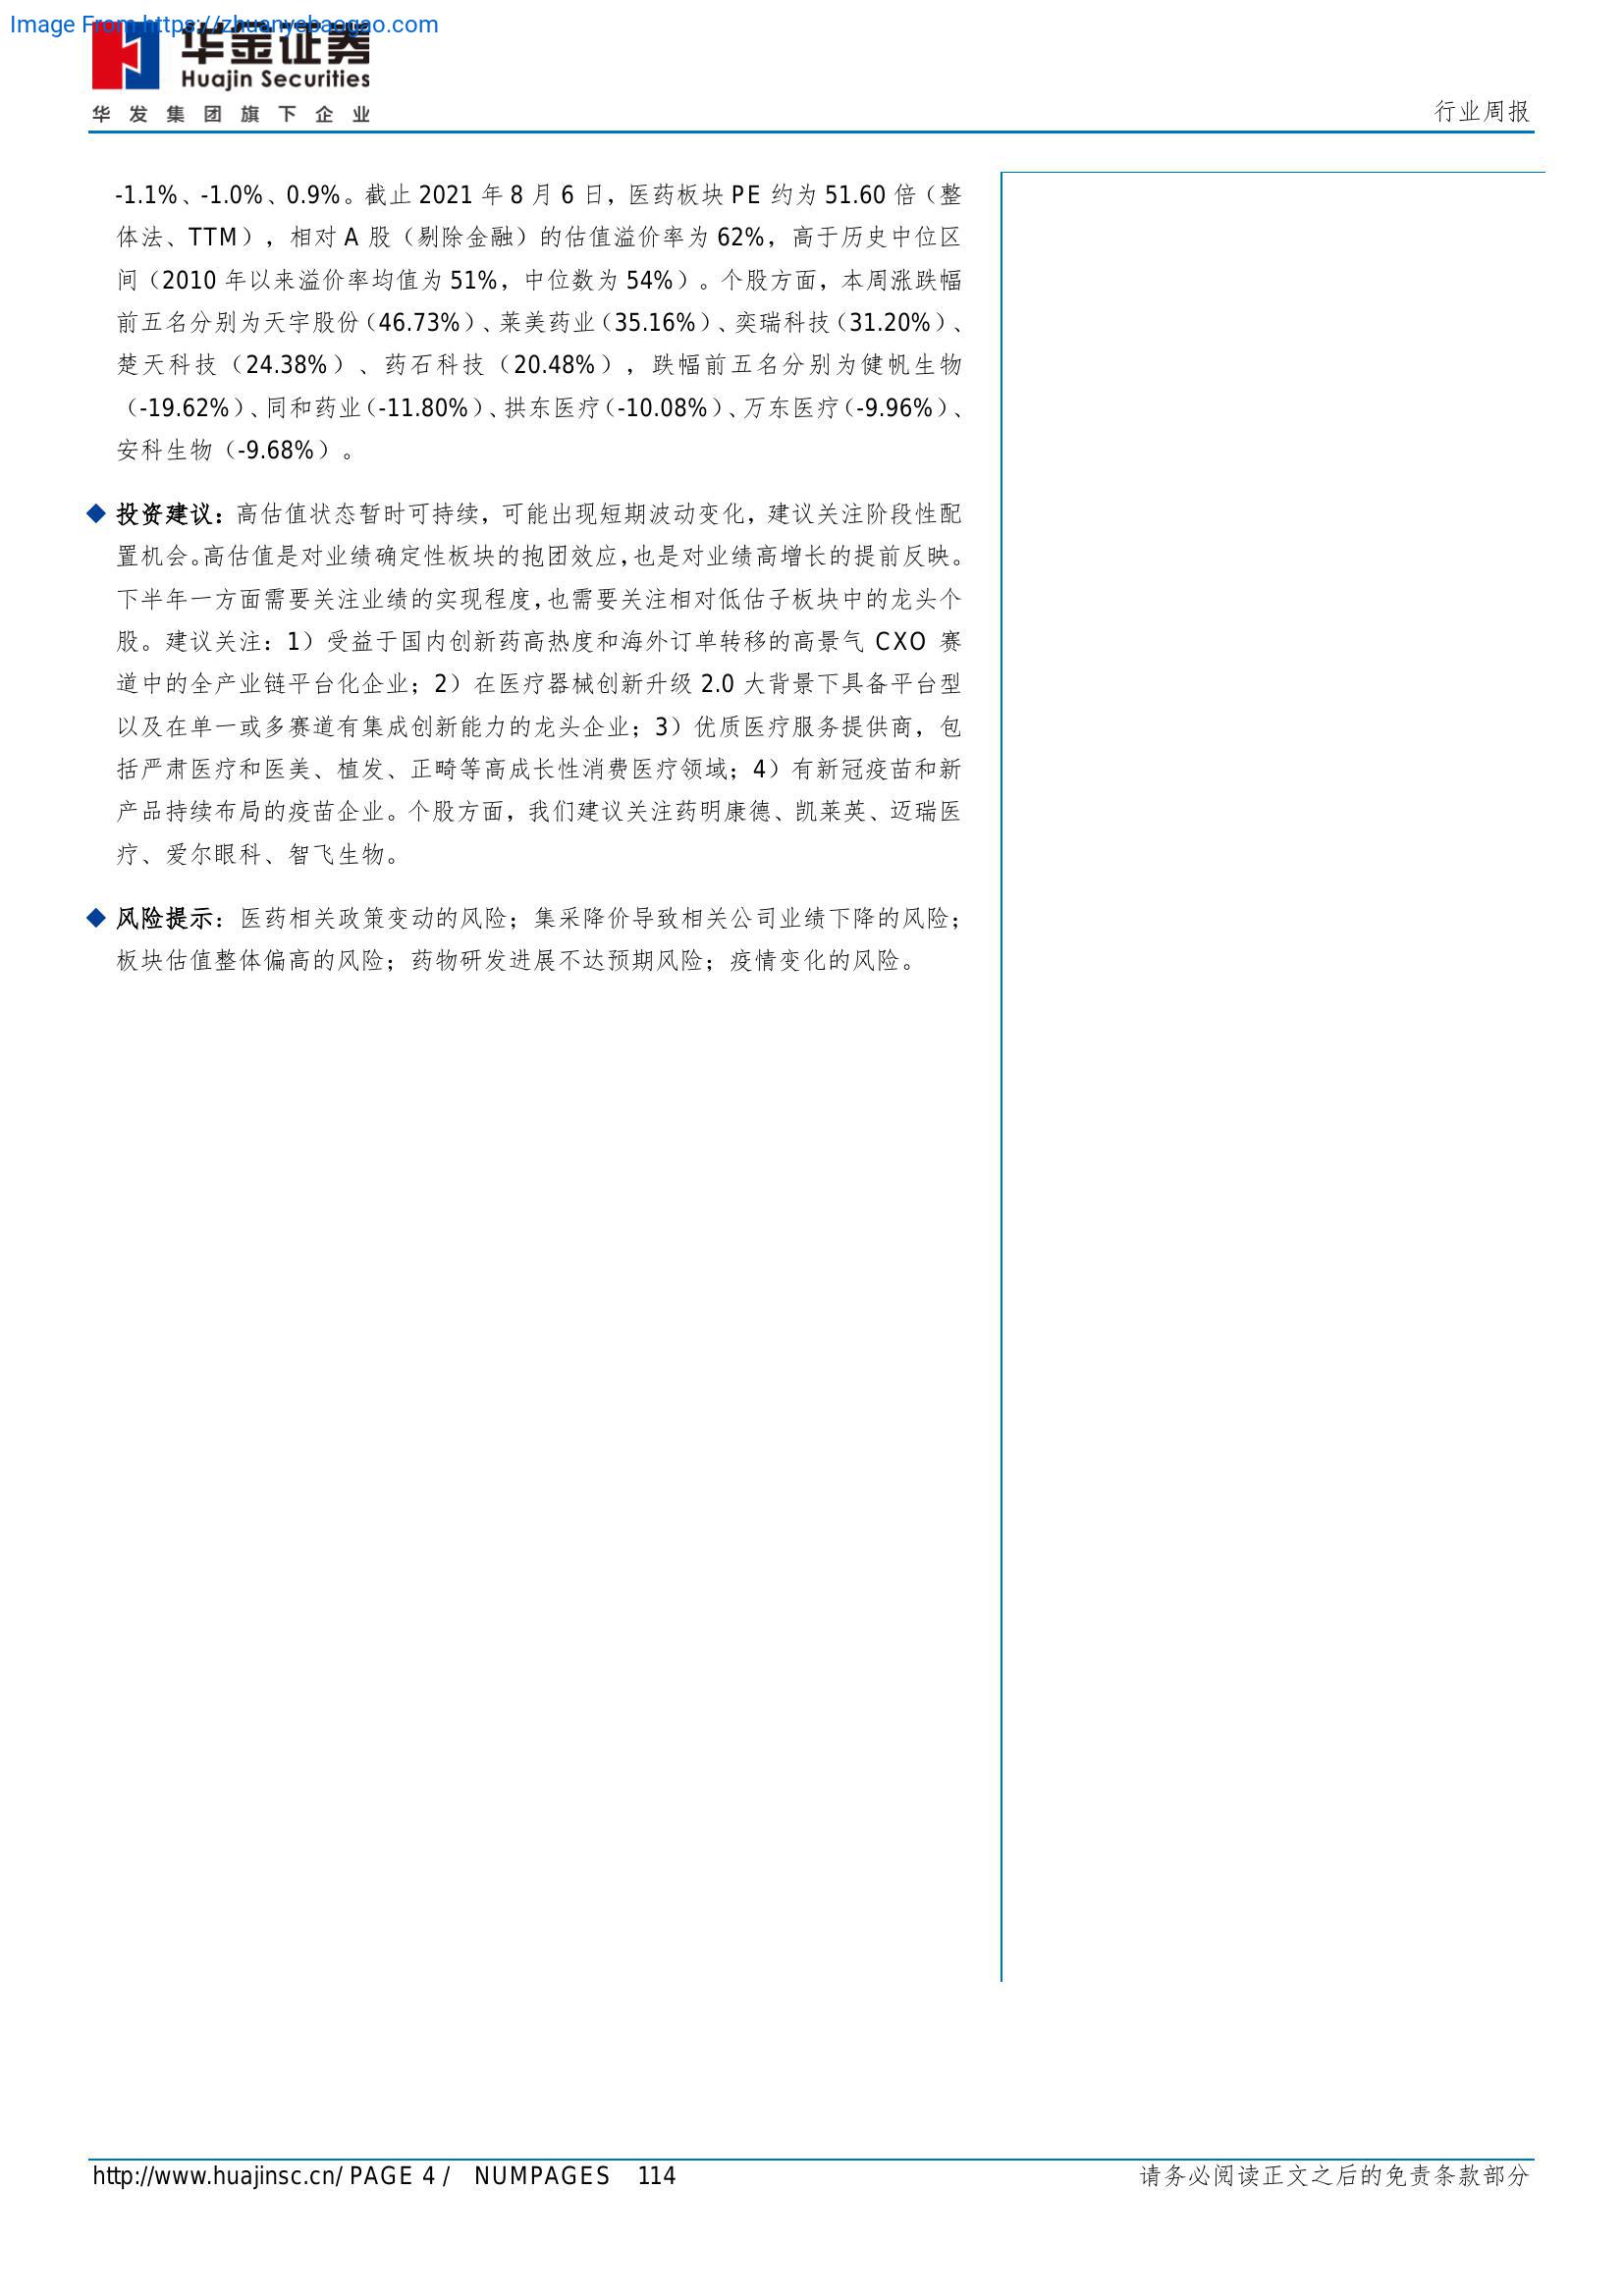 Image From https://zhuanyebaogao.com
华金证券
Huajin Securities
华发集团旗下企业
行业周报
-1.1%、-1.0%、0.9%。截止 2021 年 8 月 6 日，医药板块 PE 约为 51.60 倍（整
体法、TTM），相对 A 股（剔除金融）的估值溢价率为 62%，高于历史中位区
间（2010 年以来溢价率均值为 51%，中位数为 54%）。个股方面，本周涨跌幅
前五名分别为天宇股份（46.73%）、莱美药业（35.16%）、奕瑞科技（31.20%）、
楚天科技（24.38%）、药石科技（20.48%），跌幅前五名分别为健帆生物
（-19.62%）、同和药业（-11.80%）、拱东医疗（-10.08%）、万东医疗（-9.96%）、
安科生物（-9.68%）。
◆ 投资建议：高估值状态暂时可持续，可能出现短期波动变化，建议关注阶段性配
置机会。高估值是对业绩确定性板块的抱团效应，也是对业绩高增长的提前反映。
下半年一方面需要关注业绩的实现程度，也需要关注相对低估子板块中的龙头个
股。建议关注：1）受益于国内创新药高热度和海外订单转移的高景气 CXO 赛
道中的全产业链平台化企业；2）在医疗器械创新升级 2.0 大背景下具备平台型
以及在单一或多赛道有集成创新能力的龙头企业；3）优质医疗服务提供商，包
括严肃医疗和医美、植发、正畸等高成长性消费医疗领域；4）有新冠疫苗和新
产品持续布局的疫苗企业。个股方面，我们建议关注药明康德、凯莱英、迈瑞医
疗、爱尔眼科、智飞生物。
◆ 风险提示：医药相关政策变动的风险；集采降价导致相关公司业绩下降的风险；
板块估值整体偏高的风险；药物研发进展不达预期风险；疫情变化的风险。
http://www.huajinsc.cn/ PAGE 4 / NUMPAGES 114
请务必阅读正文之后的免责条款部分